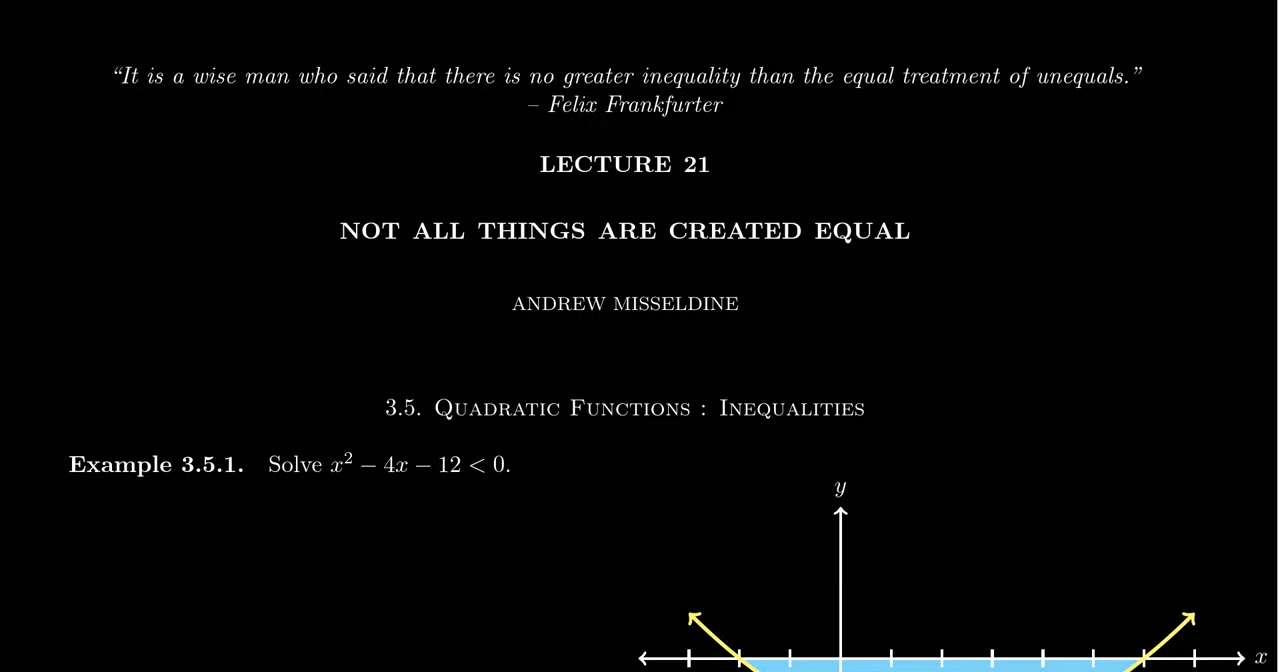 “It is a wise man who said that there is no greater inequality than the equal treatment of unequals.”
– Felix Frankfurter
LECTURE 21
NOT ALL THINGS ARE CREATED EQUAL
ANDREW MISSELDINE
3.5. Quadratic Functions : Inequalities
Example 3.5.1. Solve x² − 4x − 12 < 0.
y
x